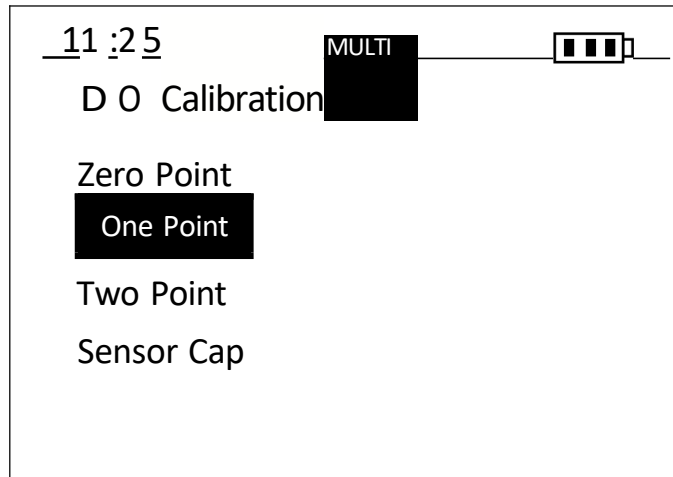 11 :25 MULTI
D O Calibration
Zero Point
One Point
Two Point
Sensor Cap